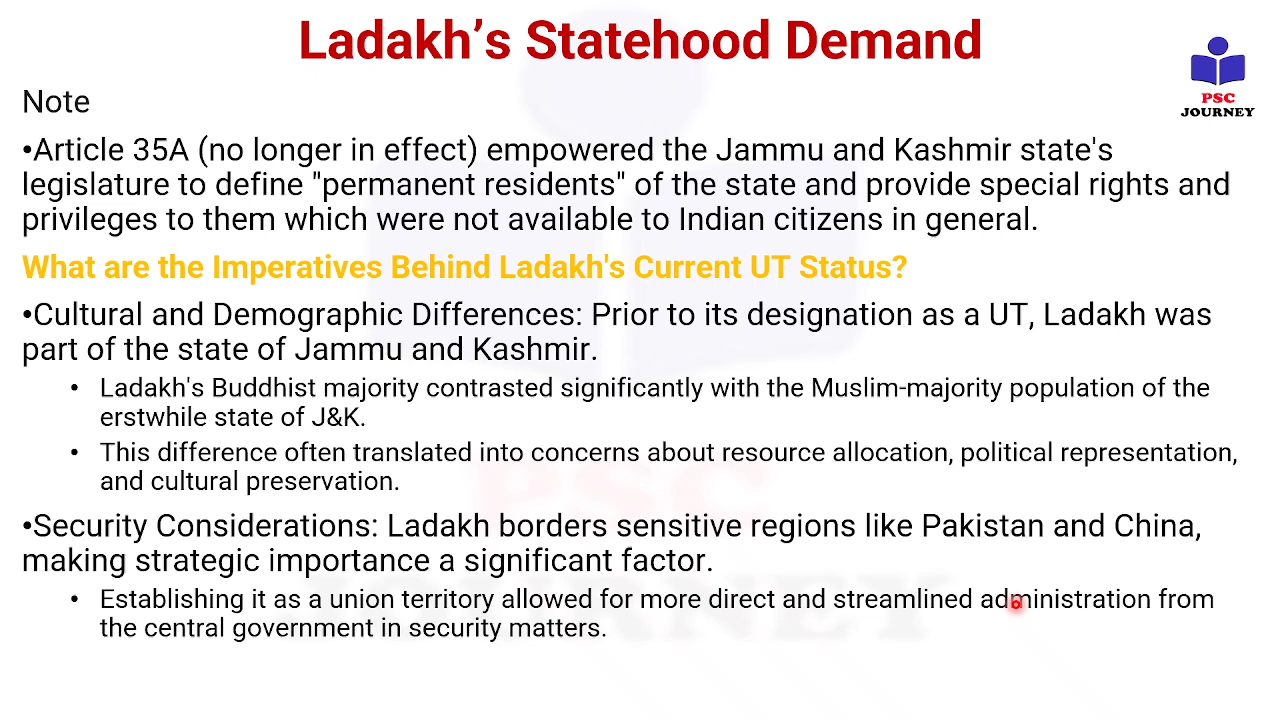 Ladakh’s Statehood Demand
PSC
JOURNEY
Note
•Article 35A (no longer in effect) empowered the Jammu and Kashmir state's
legislature to define "permanent residents" of the state and provide special rights and
privileges to them which were not available to Indian citizens in general.
What are the Imperatives Behind Ladakh's Current UT Status?
•Cultural and Demographic Differences: Prior to its designation as a UT, Ladakh was
part of the state of Jammu and Kashmir.
• Ladakh's Buddhist majority contrasted significantly with the Muslim-majority population of the
erstwhile state of J&K.
• This difference often translated into concerns about resource allocation, political representation,
and cultural preservation.
•Security Considerations: Ladakh borders sensitive regions like Pakistan and China,
making strategic importance a significant factor.
• Establishing it as a union territory allowed for more direct and streamlined administration from
the central government in security matters.
PSC
JOURNEY